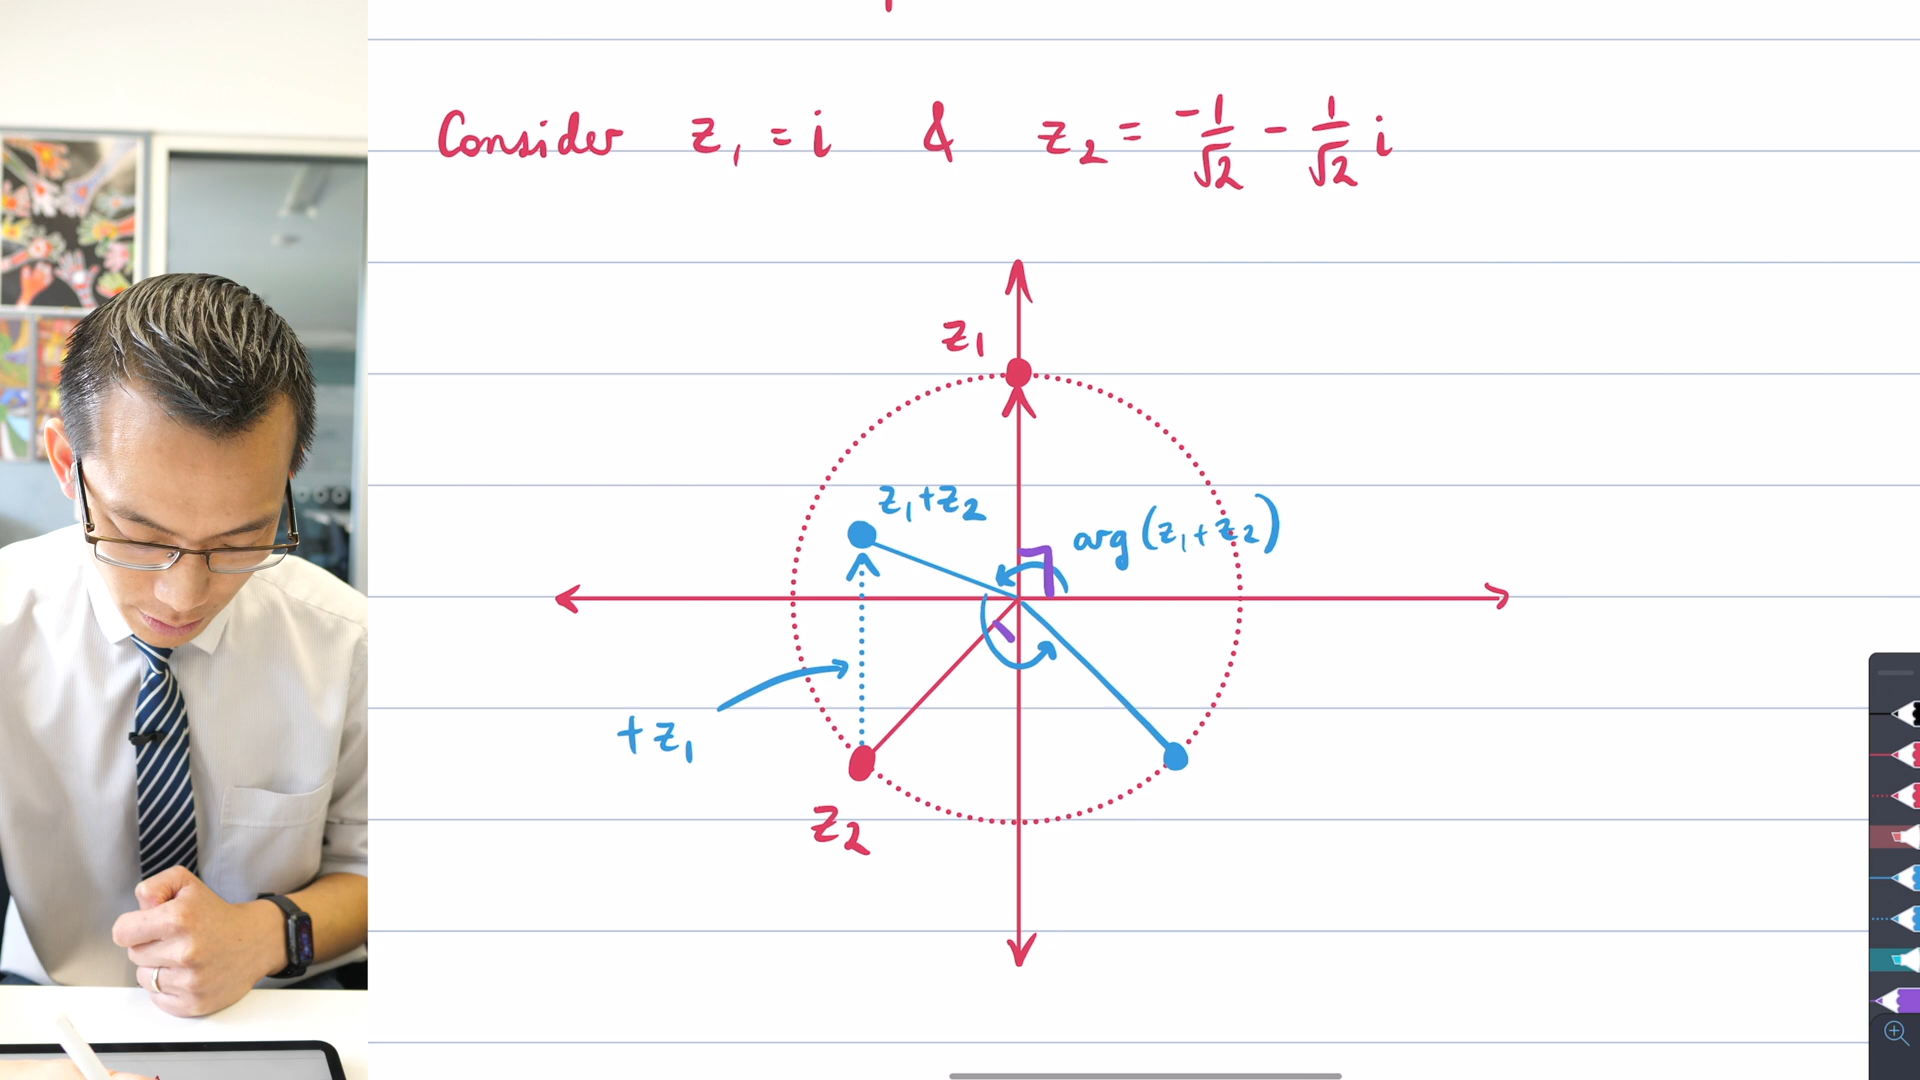 Consider z₁ = i & z₂ = -1/√2 - 1/√2 i
z₁
z₁+z₂
arg(z₁+z₂)
+z₁
z₂